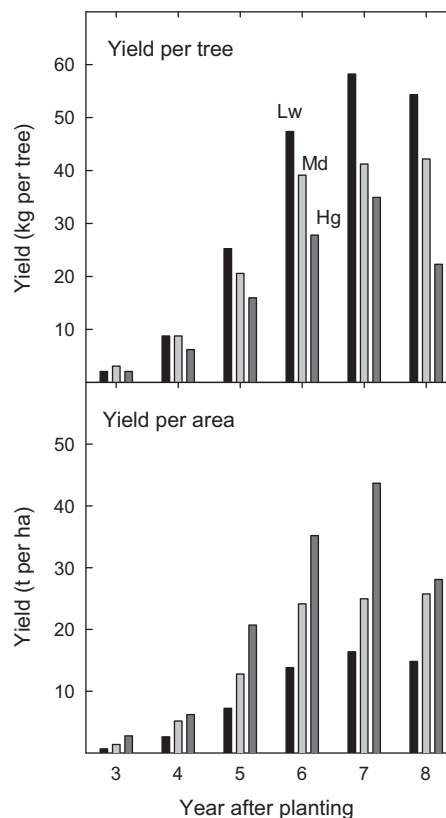 Yield per tree
60
50
40
30
20
10
Yield (kg per tree)
Lw
Md
Hg
Yield per area
50
40
30
20
10
Yield (t per ha)
3 4 5 6 7 8
Year after planting